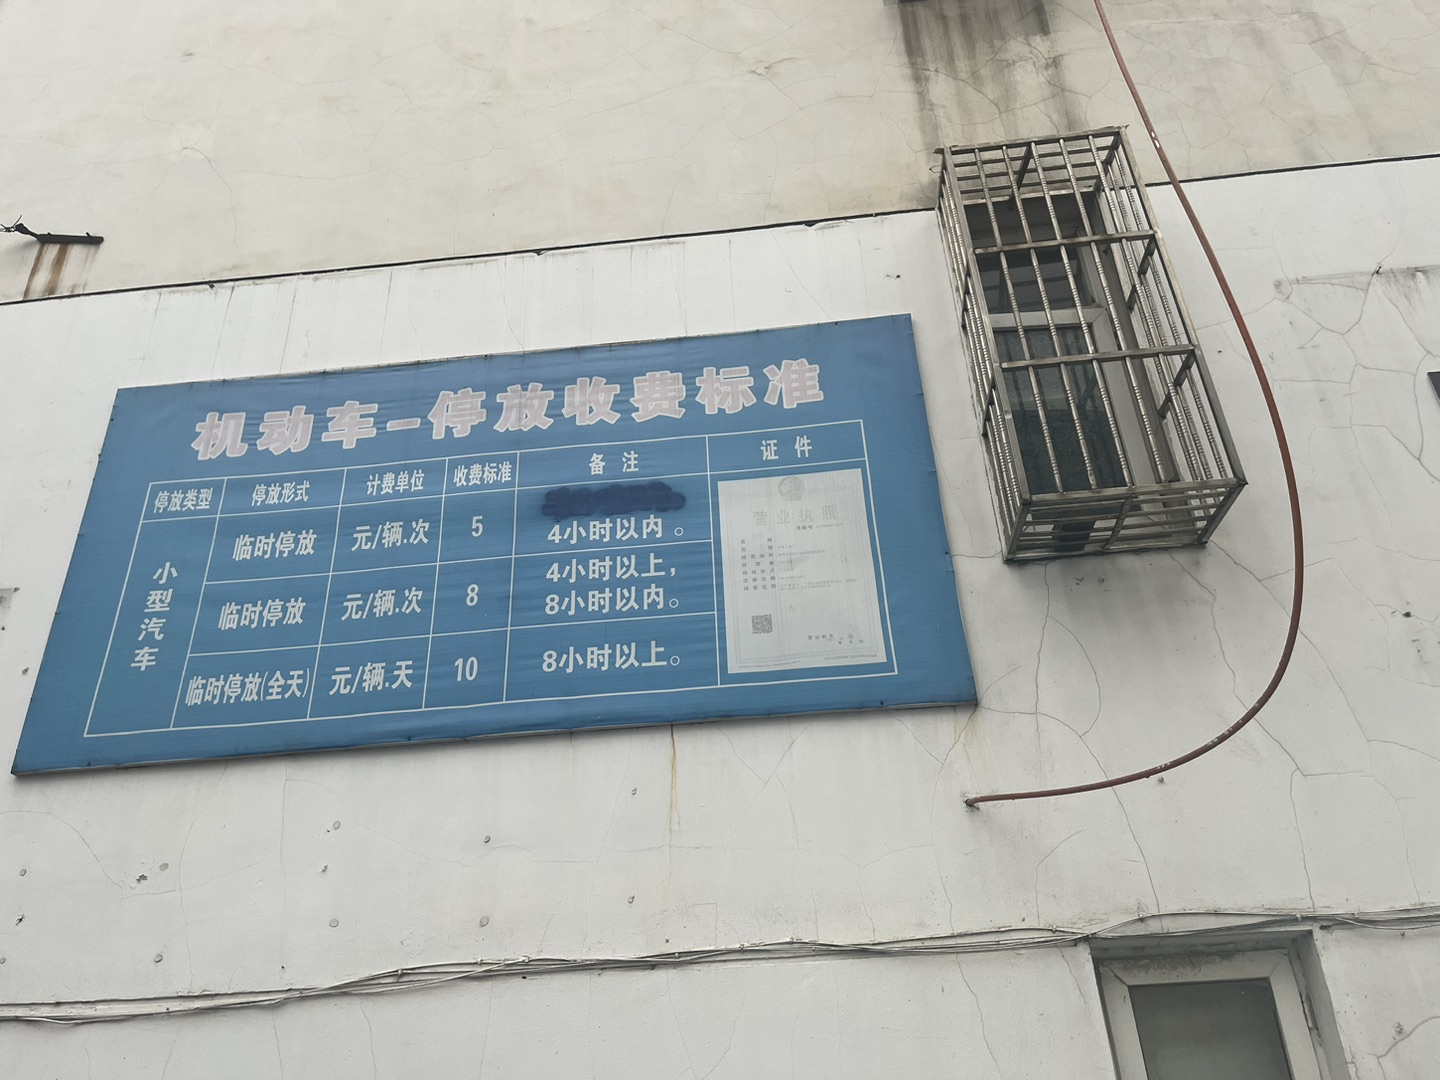 机动车-停放收费标准
停放类型 停放形式 计费单位 收费标准 备 注 证 件
小型汽车
临时停放 元/辆.次 5 4小时以内。
临时停放 元/辆.次 8 4小时以上，
8小时以内。
临时停放(全天) 元/辆.天 10 8小时以上。
营业执照